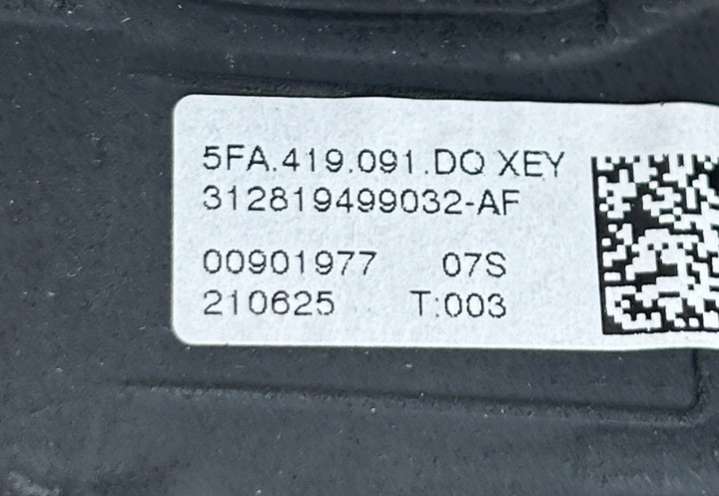 5FA.419.091.DQ XEY
312819499032-AF
00901977 07S
210625 T:003